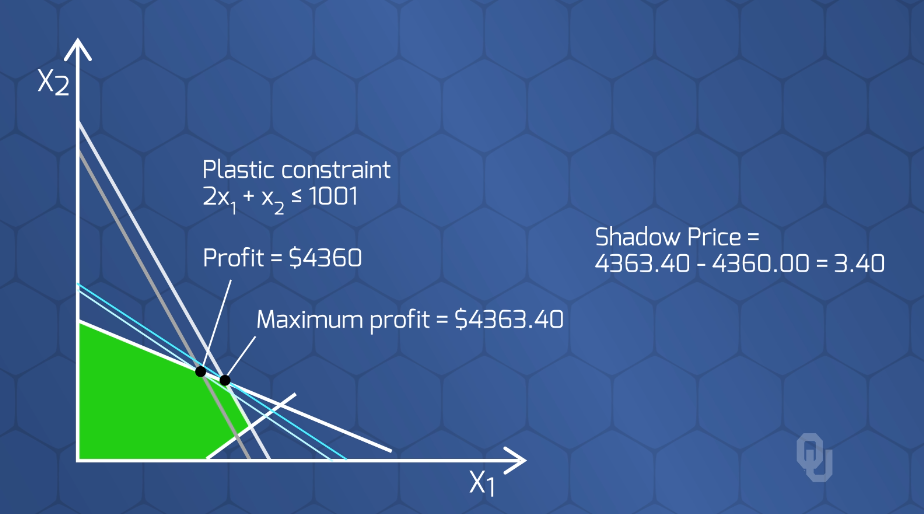 X2
Plastic constraint
2x1 + x2 ≤ 1001
Profit = $4360
Maximum profit = $4363.40
Shadow Price =
4363.40 - 4360.00 = 3.40
X1
OU